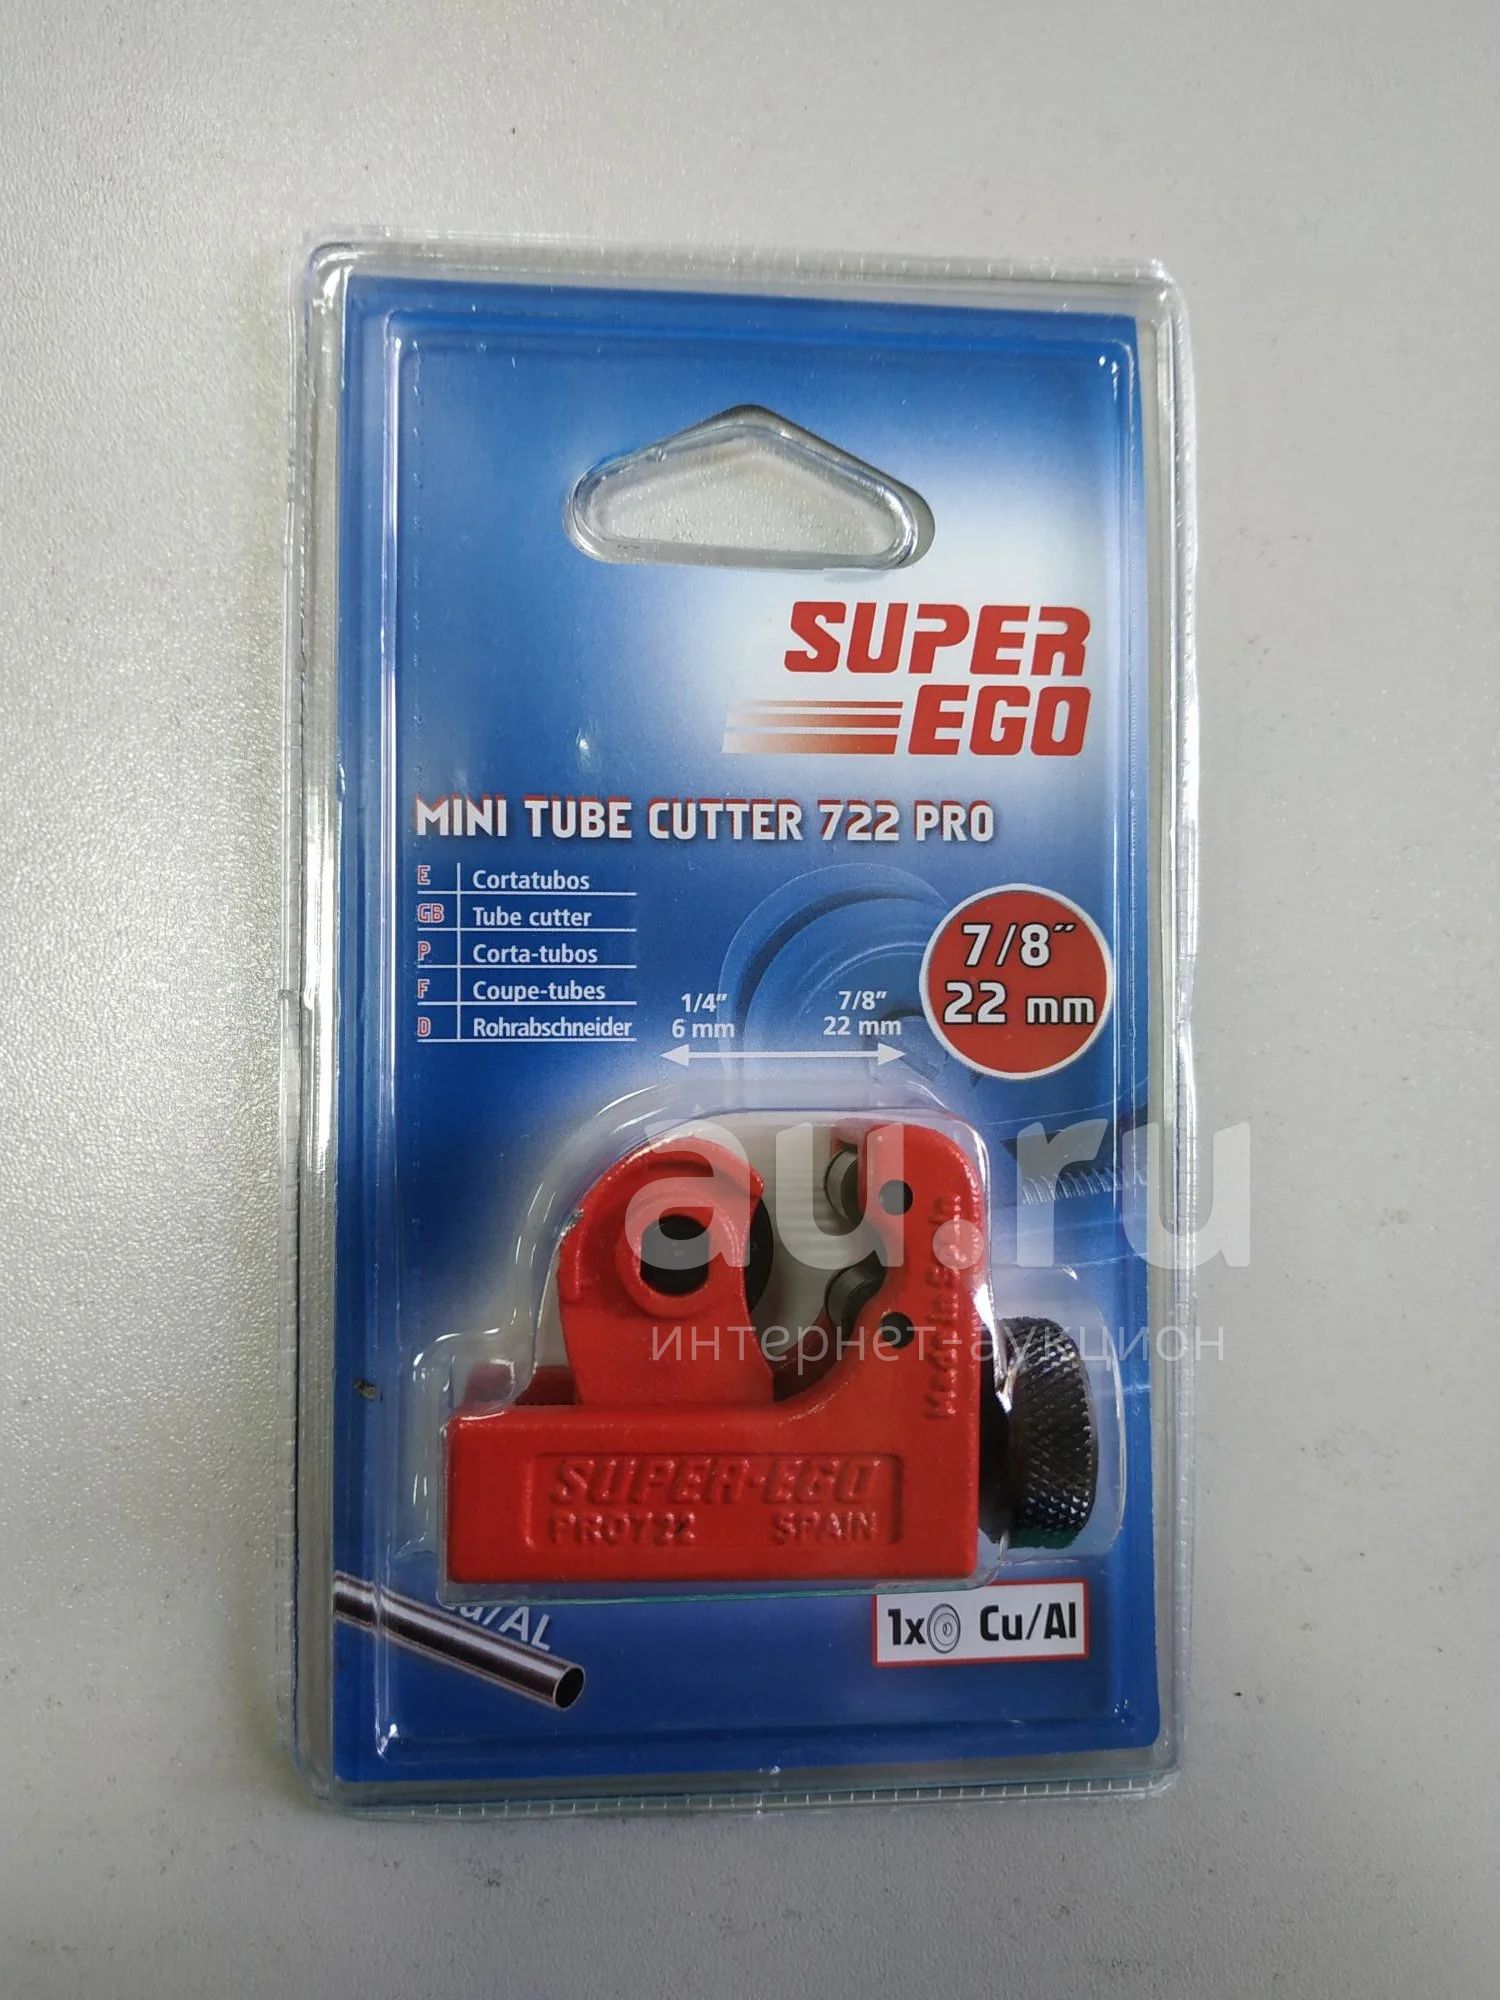 SUPER
EGO
MINI TUBE CUTTER 722 PRO
E Cortatubos
GB Tube cutter
P Corta-tubos
F Coupe-tubes
D Rohrabschneider
1/4" 7/8"
6 mm 22 mm
7/8"
22 mm
au.ru
интернет-аукцион
Made in Spain
SUPER-EGO
PRO722 SPAIN
Cu/AL
1x Cu/Al